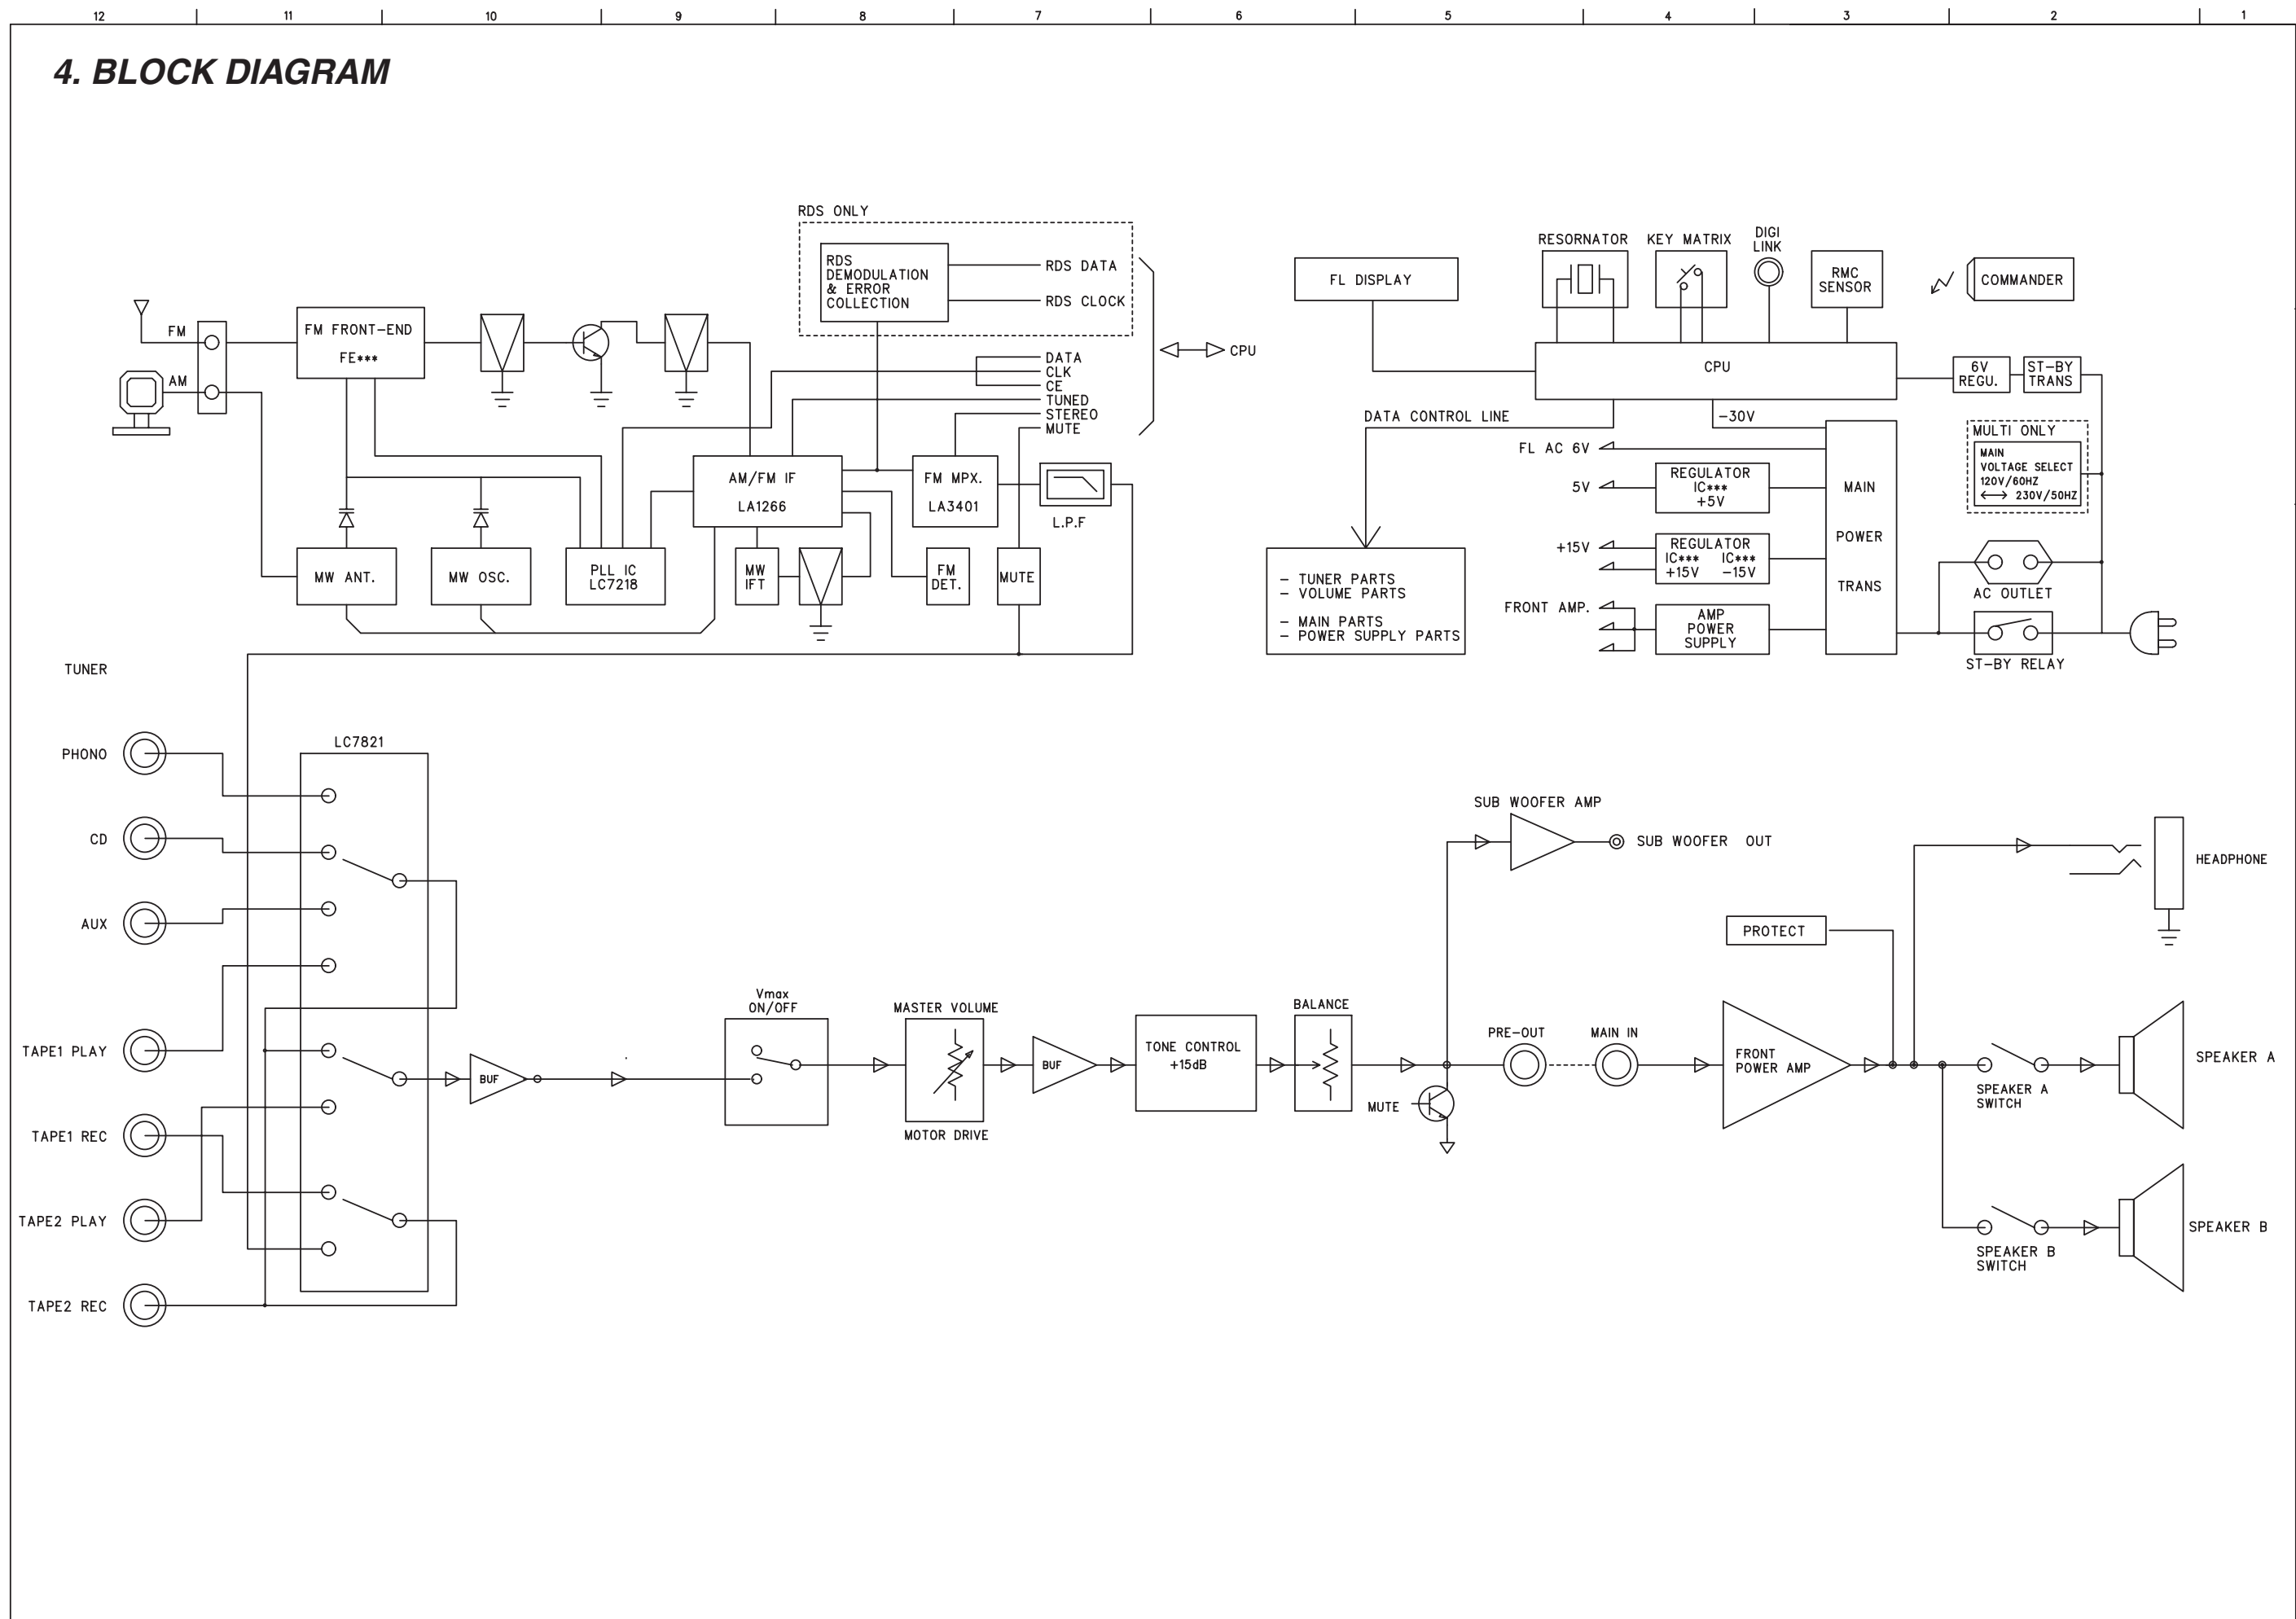 12 11 10 9 8 7 6 5 4 3 2 1
4. BLOCK DIAGRAM
RDS ONLY
RDS
DEMODULATION
& ERROR
COLLECTION
RDS DATA
RDS CLOCK
FM
AM
FM FRONT-END
FE***
DATA
CLK
CE
TUNED
STEREO
MUTE
CPU
AM/FM IF
LA1266
FM MPX.
LA3401
L.P.F
MW ANT.
MW OSC.
PLL IC
LC7218
MW
IFT
FM
DET.
MUTE
FL DISPLAY
RESORNATOR
KEY MATRIX
DIGI
LINK
RMC
SENSOR
COMMANDER
CPU
6V
REGU.
ST-BY
TRANS
DATA CONTROL LINE
-30V
FL AC 6V
5V
REGULATOR
IC***
+5V
+15V
REGULATOR
IC*** IC***
+15V -15V
FRONT AMP.
AMP
POWER
SUPPLY
MAIN
POWER
TRANS
MULTI ONLY
MAIN
VOLTAGE SELECT
120V/60HZ
↔ 230V/50HZ
AC OUTLET
ST-BY RELAY
- TUNER PARTS
- VOLUME PARTS
- MAIN PARTS
- POWER SUPPLY PARTS
TUNER
PHONO
CD
AUX
TAPE1 PLAY
TAPE1 REC
TAPE2 PLAY
TAPE2 REC
LC7821
BUF
Vmax
ON/OFF
MASTER VOLUME
MOTOR DRIVE
BUF
TONE CONTROL
+15dB
BALANCE
MUTE
SUB WOOFER AMP
SUB WOOFER OUT
PRE-OUT
MAIN IN
PROTECT
FRONT
POWER AMP
HEADPHONE
SPEAKER A
SPEAKER A
SWITCH
SPEAKER B
SPEAKER B
SWITCH